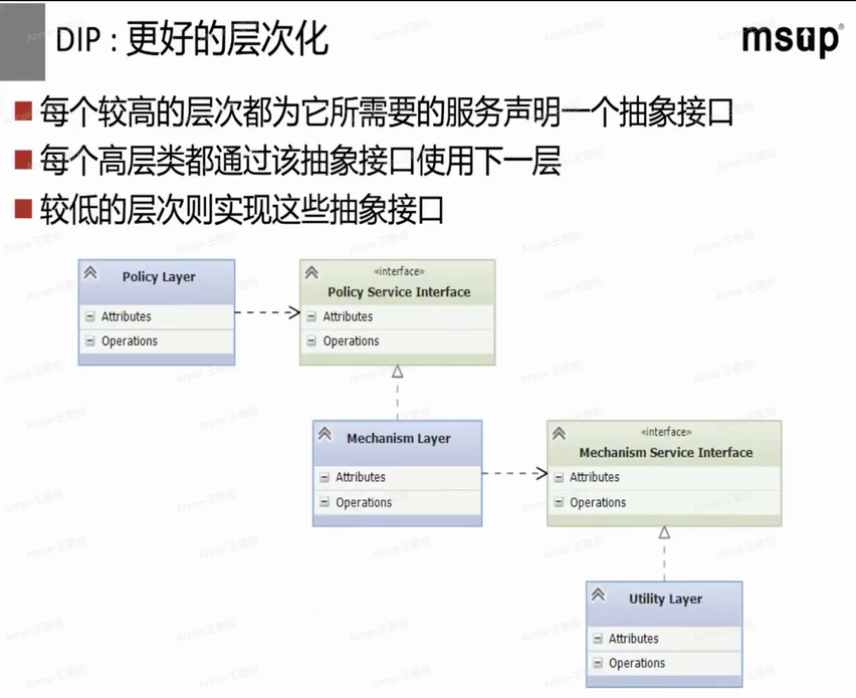 DIP : 更好的层次化
msup®
每个较高的层次都为它所需要的服务声明一个抽象接口
每个高层类都通过该抽象接口使用下一层
较低的层次则实现这些抽象接口
Policy Layer
Attributes
Operations
«interface»
Policy Service Interface
Attributes
Operations
Mechanism Layer
Attributes
Operations
«interface»
Mechanism Service Interface
Attributes
Operations
Utility Layer
Attributes
Operations